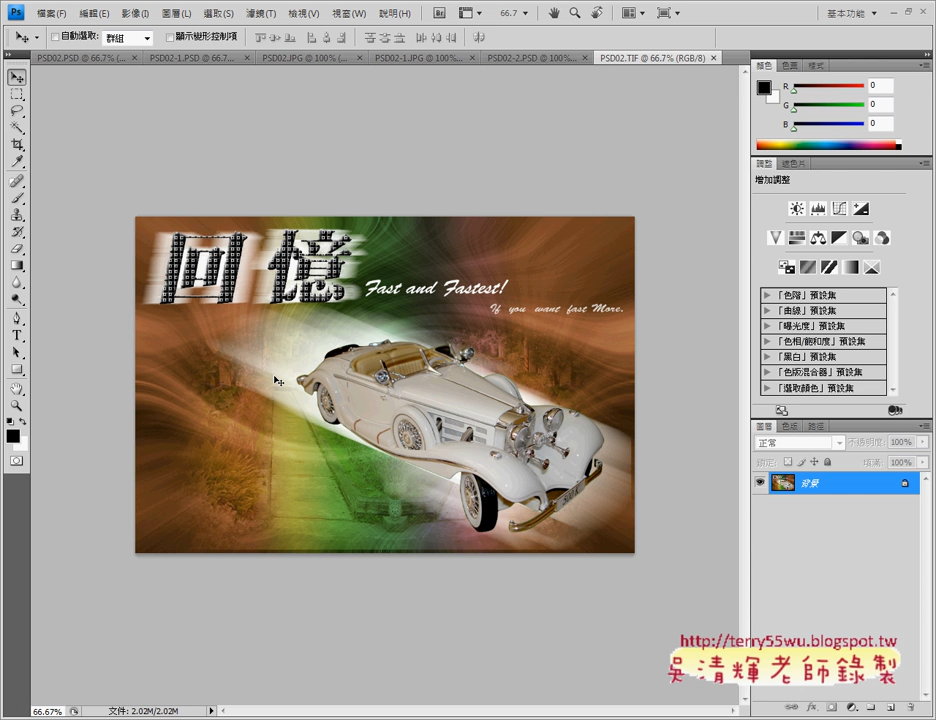 Ps 檔案(F) 編輯(E) 影像(I) 圖層(L) 選取(S) 濾鏡(T) 檢視(V) 視窗(W) 說明(H) Br 66.7 基本功能
自動選取: 群組 顯示變形控制項
PSD02.PSD @ 66.7% (... PSD02-1.PSD @ 66.7... PSD02.JPG @ 100% (... PSD02-1.JPG @ 100%... PSD02-2.PSD @ 100%... PSD02.TIF @ 66.7% (RGB/8)
顏色 色票 樣式
R 0
G 0
B 0
調整 遮色片
增加調整
「色階」預設集
「曲線」預設集
「曝光度」預設集
「色相/飽和度」預設集
「黑白」預設集
「色版混合器」預設集
「選取顏色」預設集
圖層 色版 路徑
正常 不透明度: 100%
鎖定: 填滿: 100%
背景
回憶
Fast and Fastest!
If you want fast More.
http://terry55wu.blogspot.tw
吳清輝老師錄製
66.67% 文件: 2.02M/2.02M